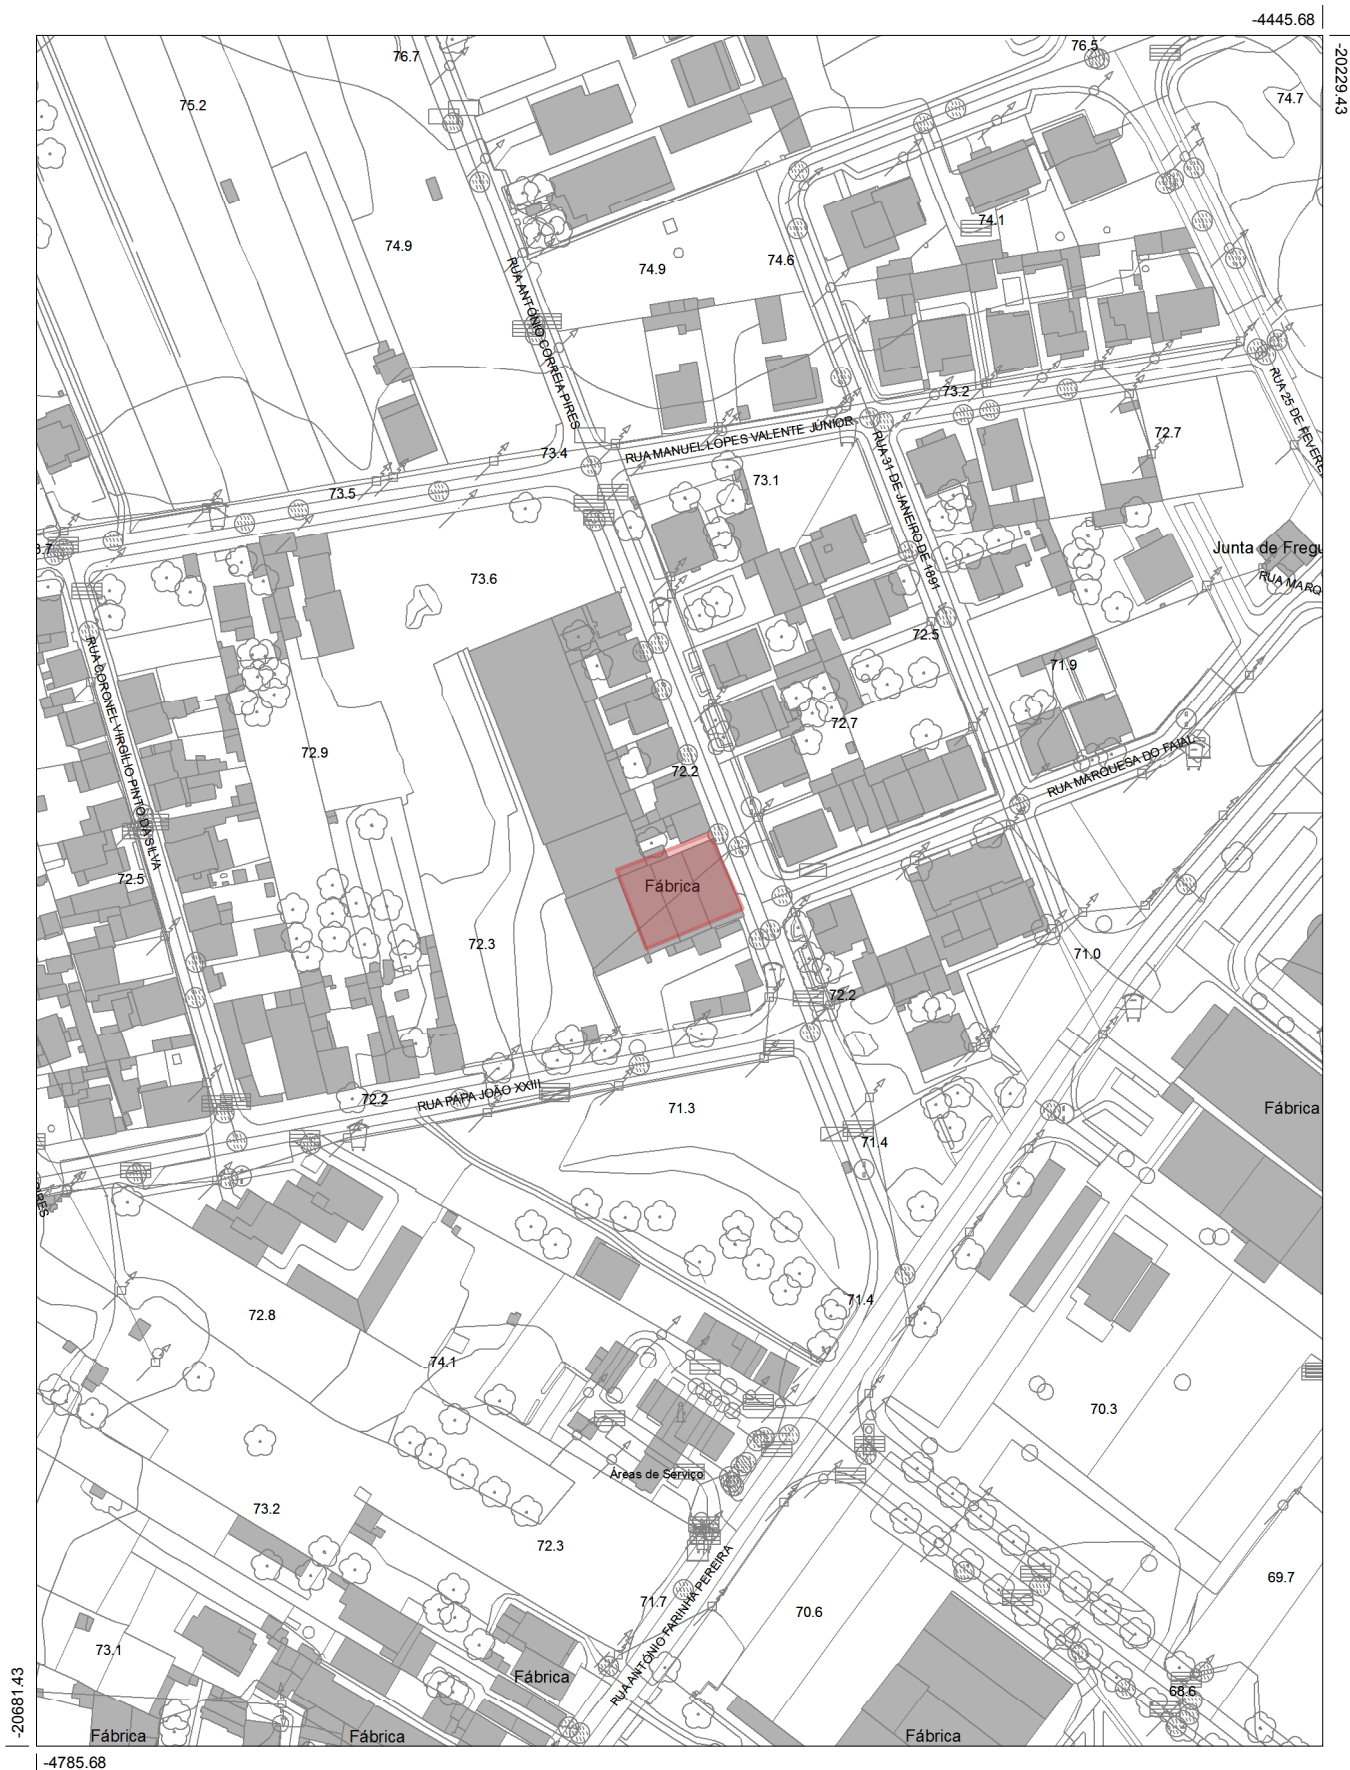 -4445.68
-20229.43
76.7
76.5
75.2
74.7
74.1
74.9
74.9
74.6
RUA ANTÓNIO CORREIA PIRES
73.2
RUA 25 DE
RUA MANUEL LOPES VALENTE JÚNIOR
72.7
73.4
73.5
73.1
RUA 31 DE JANEIRO DE 1891
Junta de Fregu
73.6
RUA MARQ
72.5
71.9
RUA CORONEL VIRGÍLIO PINTO DA SILVA
72.7
72.9
72.2
RUA MARQUESA DO FAIAL
72.5
Fábrica
72.3
71.0
72.2
RUA PAPA JOÃO XXIII
72.2
71.3
Fábrica
71.4
72.8
71.4
74.1
70.3
Áreas de Serviço
73.2
72.3
RUA ANTÓNIO FARINHA PEREIRA
69.7
71.7
70.6
73.1
Fábrica
68.6
Fábrica
Fábrica
Fábrica
-20681.43
-4785.68